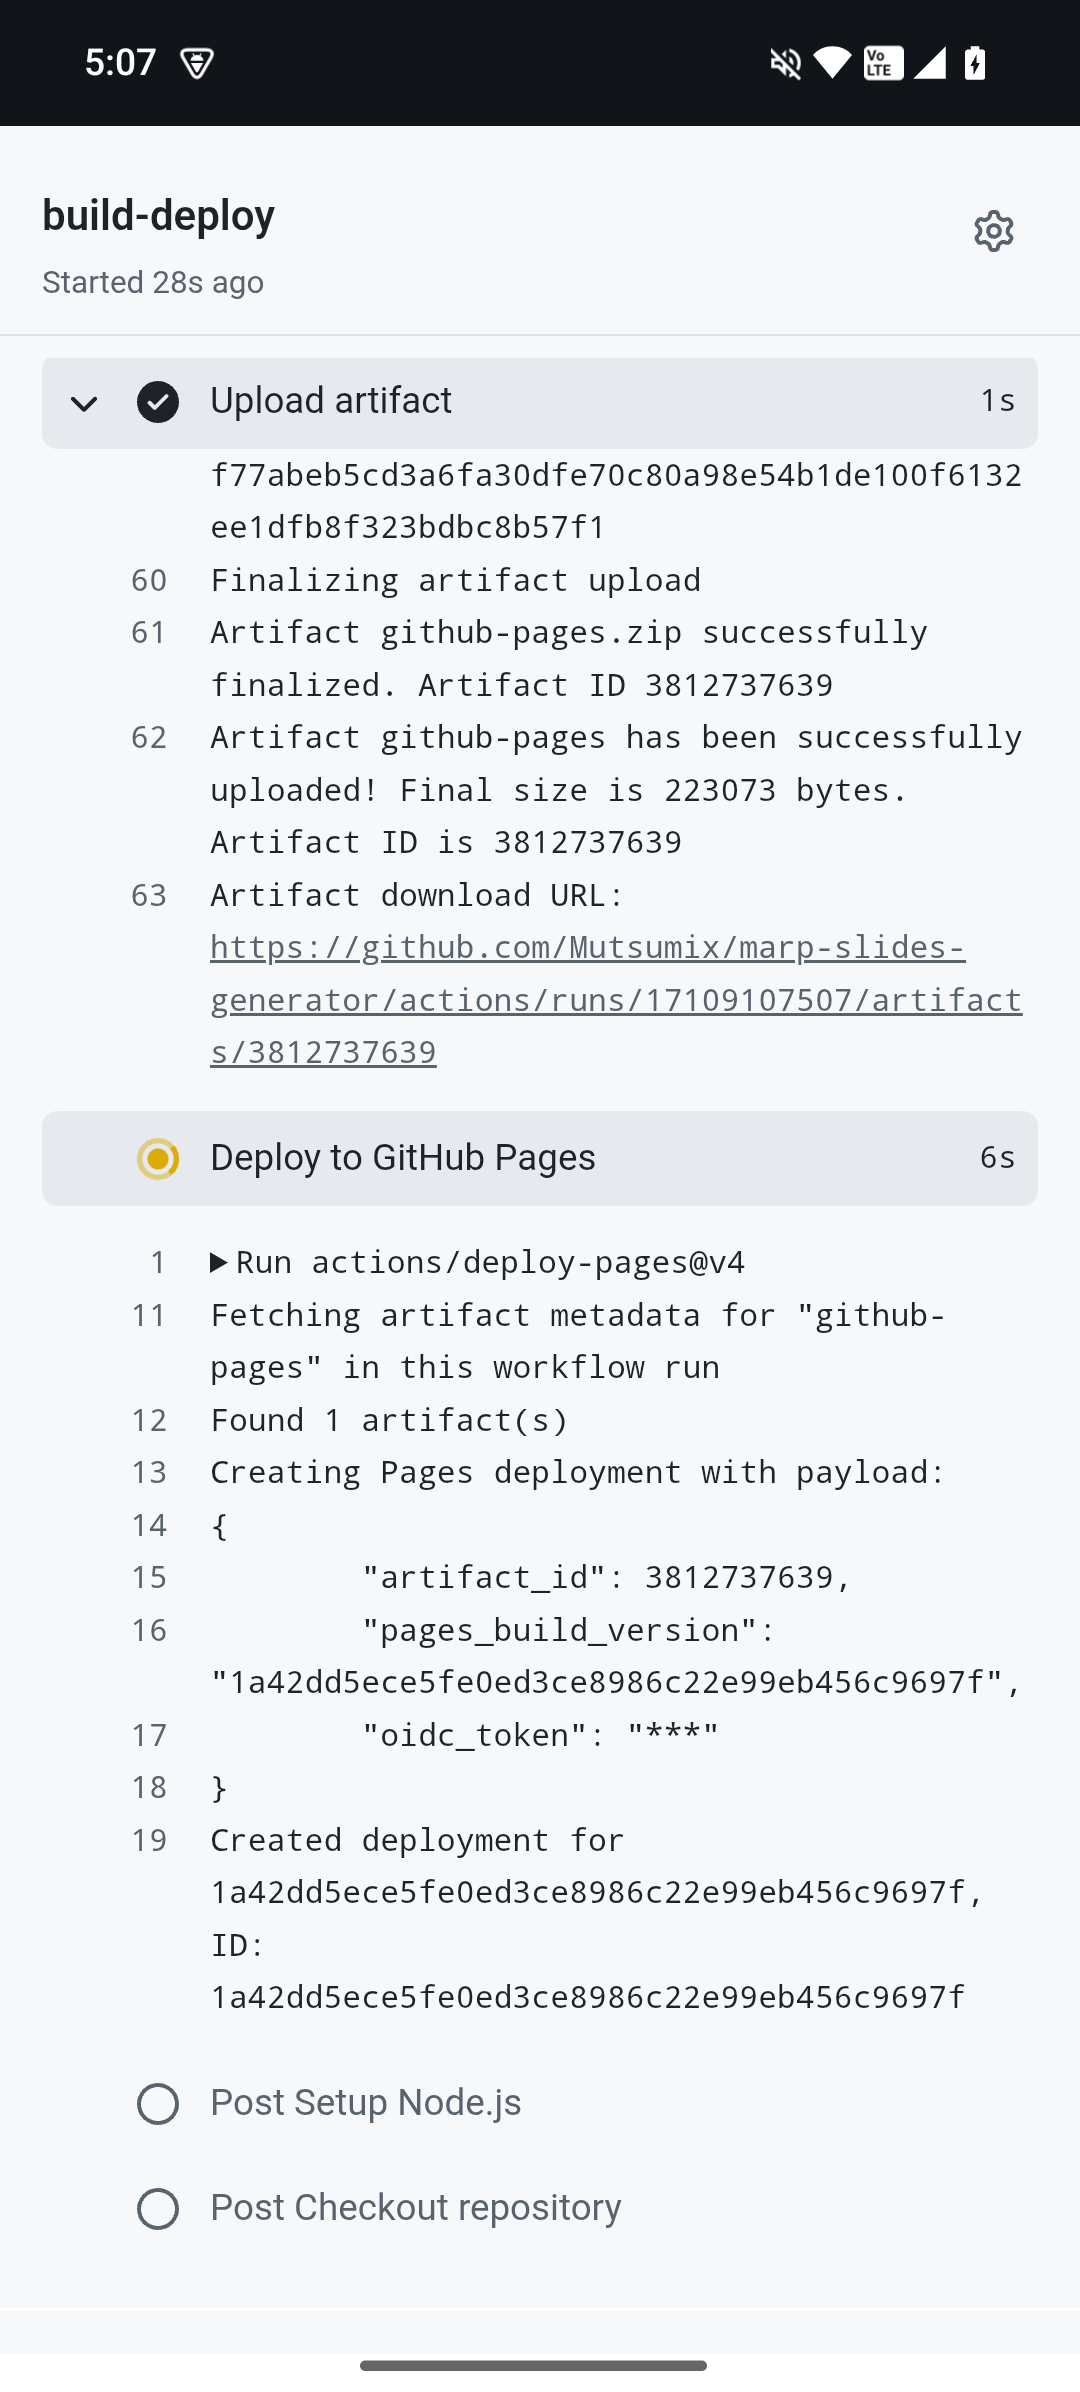 5:07
Vo
LTE
build-deploy
Started 28s ago
Upload artifact 1s
f77abeb5cd3a6fa30dfe70c80a98e54b1de100f6132
ee1dfb8f323bdbc8b57f1
60 Finalizing artifact upload
61 Artifact github-pages.zip successfully
finalized. Artifact ID 3812737639
62 Artifact github-pages has been successfully
uploaded! Final size is 223073 bytes.
Artifact ID is 3812737639
63 Artifact download URL:
https://github.com/Mutsumix/marp-slides-
generator/actions/runs/17109107507/artifact
s/3812737639
Deploy to GitHub Pages 6s
1 Run actions/deploy-pages@v4
11 Fetching artifact metadata for "github-
pages" in this workflow run
12 Found 1 artifact(s)
13 Creating Pages deployment with payload:
14 {
15 "artifact_id": 3812737639,
16 "pages_build_version":
"1a42dd5ece5fe0ed3ce8986c22e99eb456c9697f",
17 "oidc_token": "***"
18 }
19 Created deployment for
1a42dd5ece5fe0ed3ce8986c22e99eb456c9697f,
ID:
1a42dd5ece5fe0ed3ce8986c22e99eb456c9697f
Post Setup Node.js
Post Checkout repository